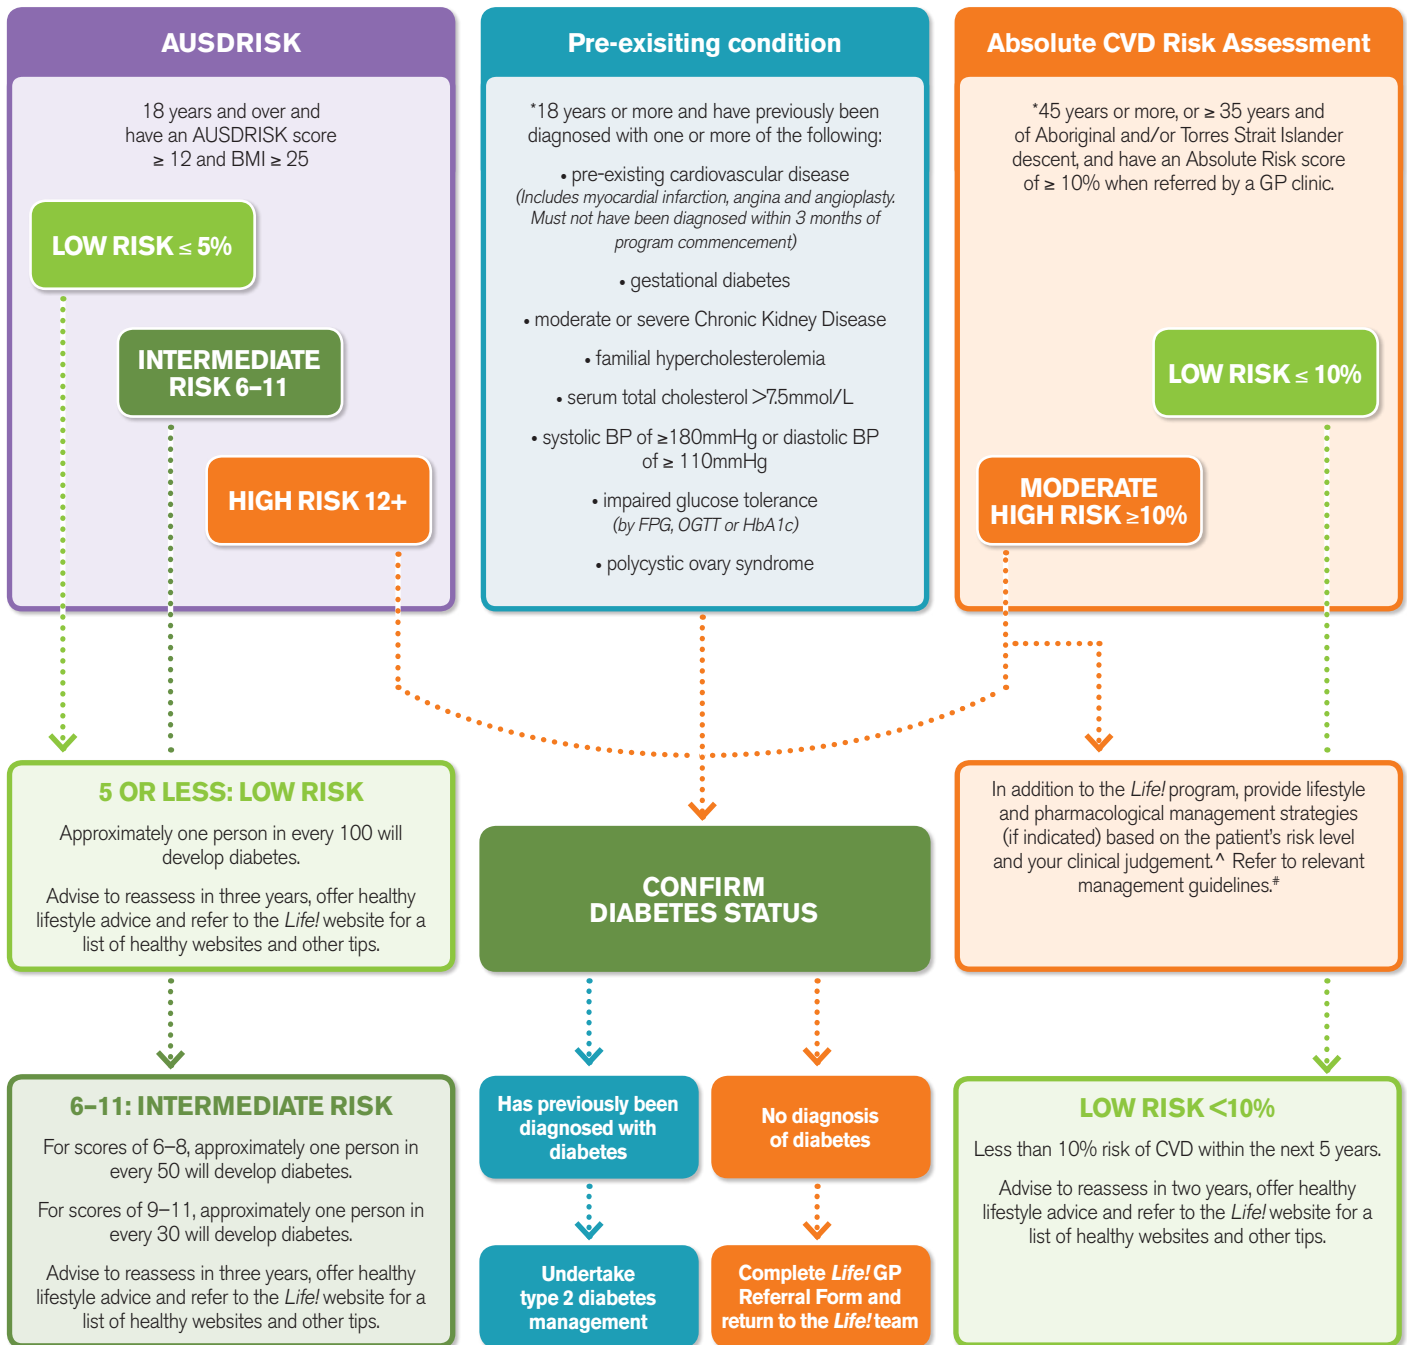 AUSDRISK
18 years and over and
have an AUSDRISK score
≥ 12 and BMI ≥ 25
LOW RISK ≤ 5%
INTERMEDIATE
RISK 6–11
HIGH RISK 12+
Pre-exisiting condition
*18 years or more and have previously been
diagnosed with one or more of the following:
• pre-existing cardiovascular disease
(Includes myocardial infarction, angina and angioplasty.
Must not have been diagnosed within 3 months of
program commencement)
• gestational diabetes
• moderate or severe Chronic Kidney Disease
• familial hypercholesterolemia
• serum total cholesterol >7.5mmol/L
• systolic BP of ≥180mmHg or diastolic BP
of ≥ 110mmHg
• impaired glucose tolerance
(by FPG, OGTT or HbA1c)
• polycystic ovary syndrome
Absolute CVD Risk Assessment
*45 years or more, or ≥ 35 years and
of Aboriginal and/or Torres Strait Islander
descent, and have an Absolute Risk score
of ≥ 10% when referred by a GP clinic.
LOW RISK ≤ 10%
MODERATE
HIGH RISK ≥10%
5 OR LESS: LOW RISK
Approximately one person in every 100 will
develop diabetes.
Advise to reassess in three years, offer healthy
lifestyle advice and refer to the Life! website for a
list of healthy websites and other tips.
CONFIRM
DIABETES STATUS
In addition to the Life! program, provide lifestyle
and pharmacological management strategies
(if indicated) based on the patient's risk level
and your clinical judgement.^ Refer to relevant
management guidelines.#
6–11: INTERMEDIATE RISK
For scores of 6–8, approximately one person in
every 50 will develop diabetes.
For scores of 9–11, approximately one person in
every 30 will develop diabetes.
Advise to reassess in three years, offer healthy
lifestyle advice and refer to the Life! website for a
list of healthy websites and other tips.
Has previously been
diagnosed with
diabetes
Undertake
type 2 diabetes
management
No diagnosis
of diabetes
Complete Life! GP
Referral Form and
return to the Life! team
LOW RISK <10%
Less than 10% risk of CVD within the next 5 years.
Advise to reassess in two years, offer healthy
lifestyle advice and refer to the Life! website for a
list of healthy websites and other tips.